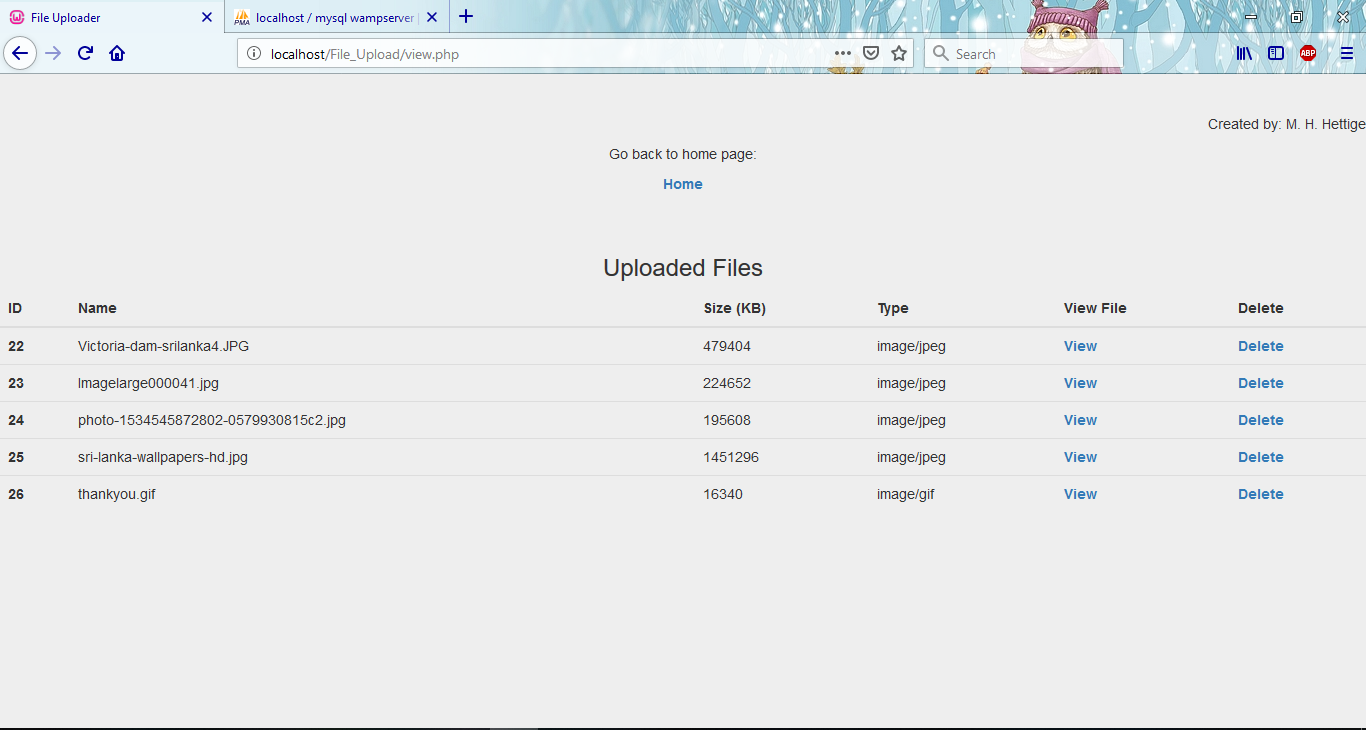 File Uploader
PMA localhost / mysql wampserver
localhost/File_Upload/view.php
Search
ABP
Created by: M. H. Hettige
Go back to home page:
Home
Uploaded Files
ID Name Size (KB) Type View File Delete
22 Victoria-dam-srilanka4.JPG 479404 image/jpeg View Delete
23 Imagelarge000041.jpg 224652 image/jpeg View Delete
24 photo-1534545872802-0579930815c2.jpg 195608 image/jpeg View Delete
25 sri-lanka-wallpapers-hd.jpg 1451296 image/jpeg View Delete
26 thankyou.gif 16340 image/gif View Delete